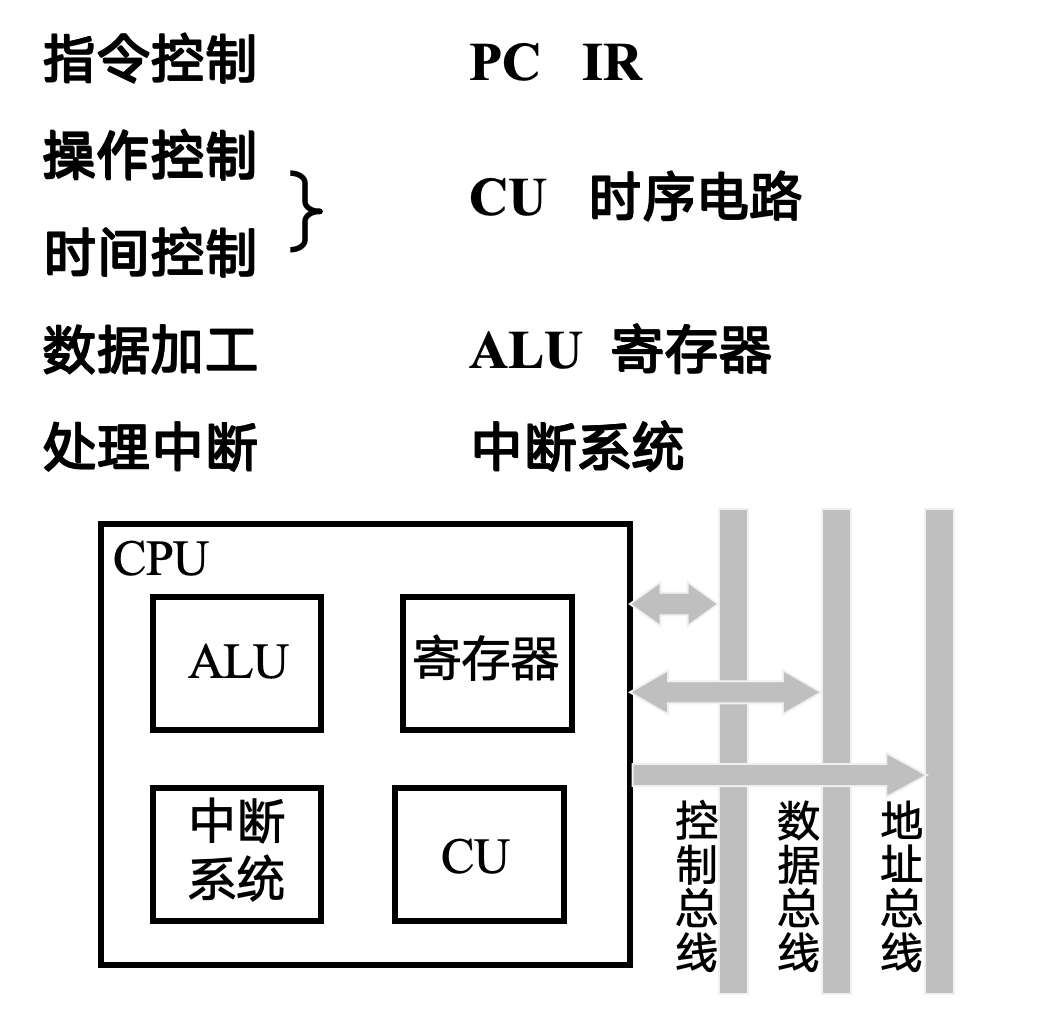 指令控制 PC IR
操作控制
CU 时序电路
时间控制
数据加工 ALU 寄存器
处理中断 中断系统
CPU
ALU
寄存器
中断
系统
CU
控制总线
数据总线
地址总线